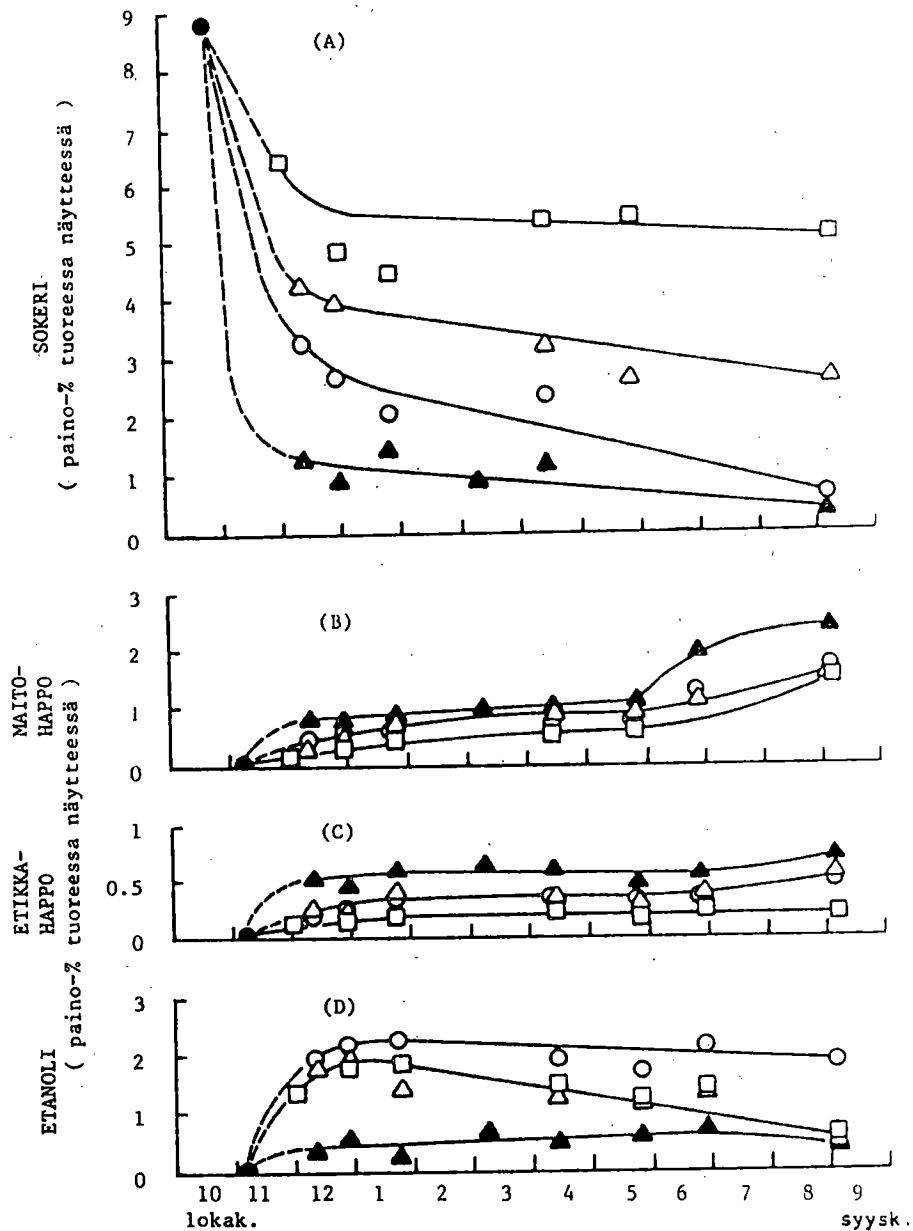 (A)
9
8
7
6
5
4
3
2
1
0
SOKERI
( paino-% tuoreessa näytteessä )
(B)
3
2
1
0
MAITO-
HAPPO
(C)
1
0.5
0
ETIKKA-
HAPPO
( paino-% tuoreessa näytteessä )
(D)
3
2
1
0
ETANOLI
10 11 12 1 2 3 4 5 6 7 8 9
lokak. syysk.